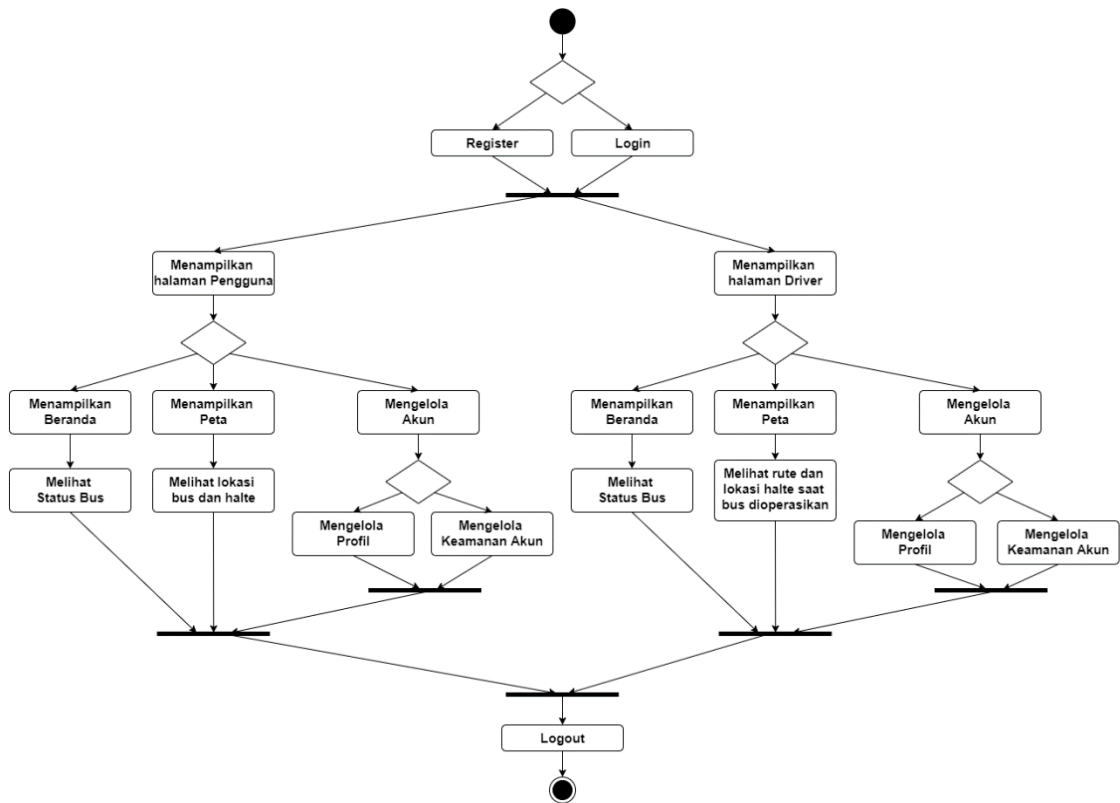 Register
Login
Menampilkan
halaman Pengguna
Menampilkan
halaman Driver
Menampilkan
Beranda
Menampilkan
Peta
Mengelola
Akun
Menampilkan
Beranda
Menampilkan
Peta
Mengelola
Akun
Melihat
Status Bus
Melihat lokasi
bus dan halte
Melihat
Status Bus
Melihat rute dan
lokasi halte saat
bus dioperasikan
Mengelola
Profil
Mengelola
Keamanan Akun
Mengelola
Profil
Mengelola
Keamanan Akun
Logout